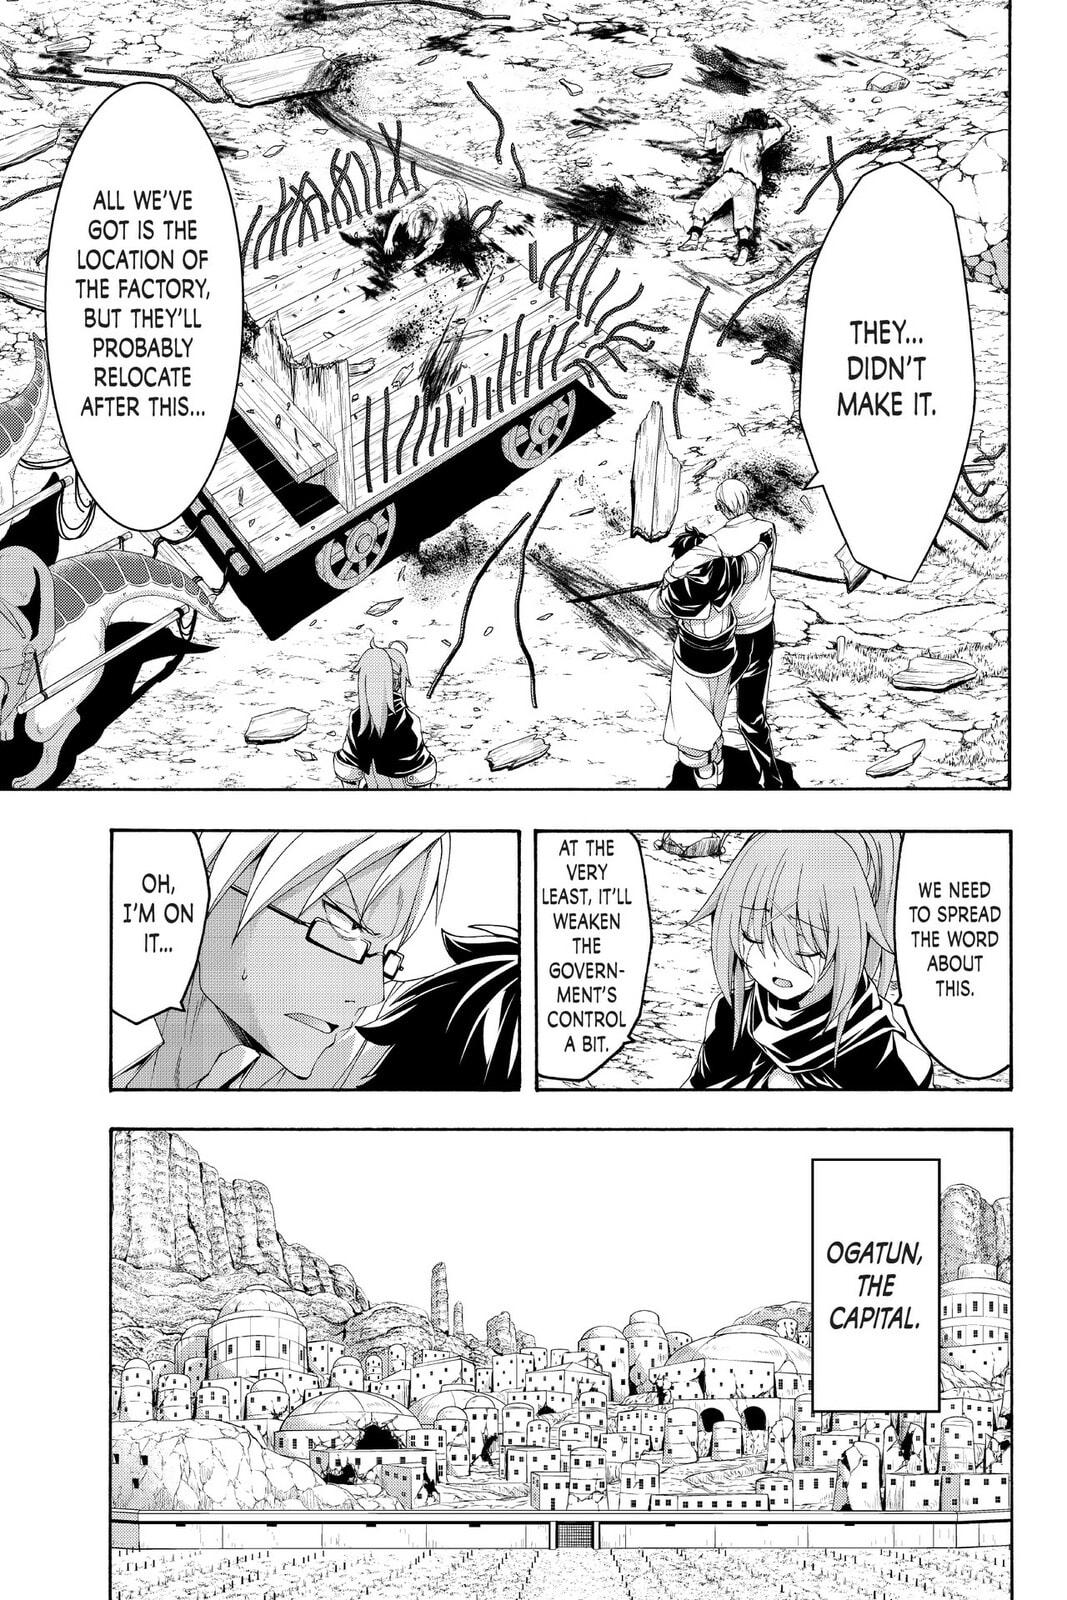 THEY...
DIDN'T
MAKE IT.
ALL WE'VE
GOT IS THE
LOCATION OF
THE FACTORY,
BUT THEY'LL
PROBABLY
RELOCATE
AFTER THIS...
WE NEED
TO SPREAD
THE WORD
ABOUT
THIS.
AT THE
VERY
LEAST, IT'LL
WEAKEN
THE
GOVERN-
MENT'S
CONTROL
A BIT.
OH,
I'M ON
IT...
OGATUN,
THE
CAPITAL.